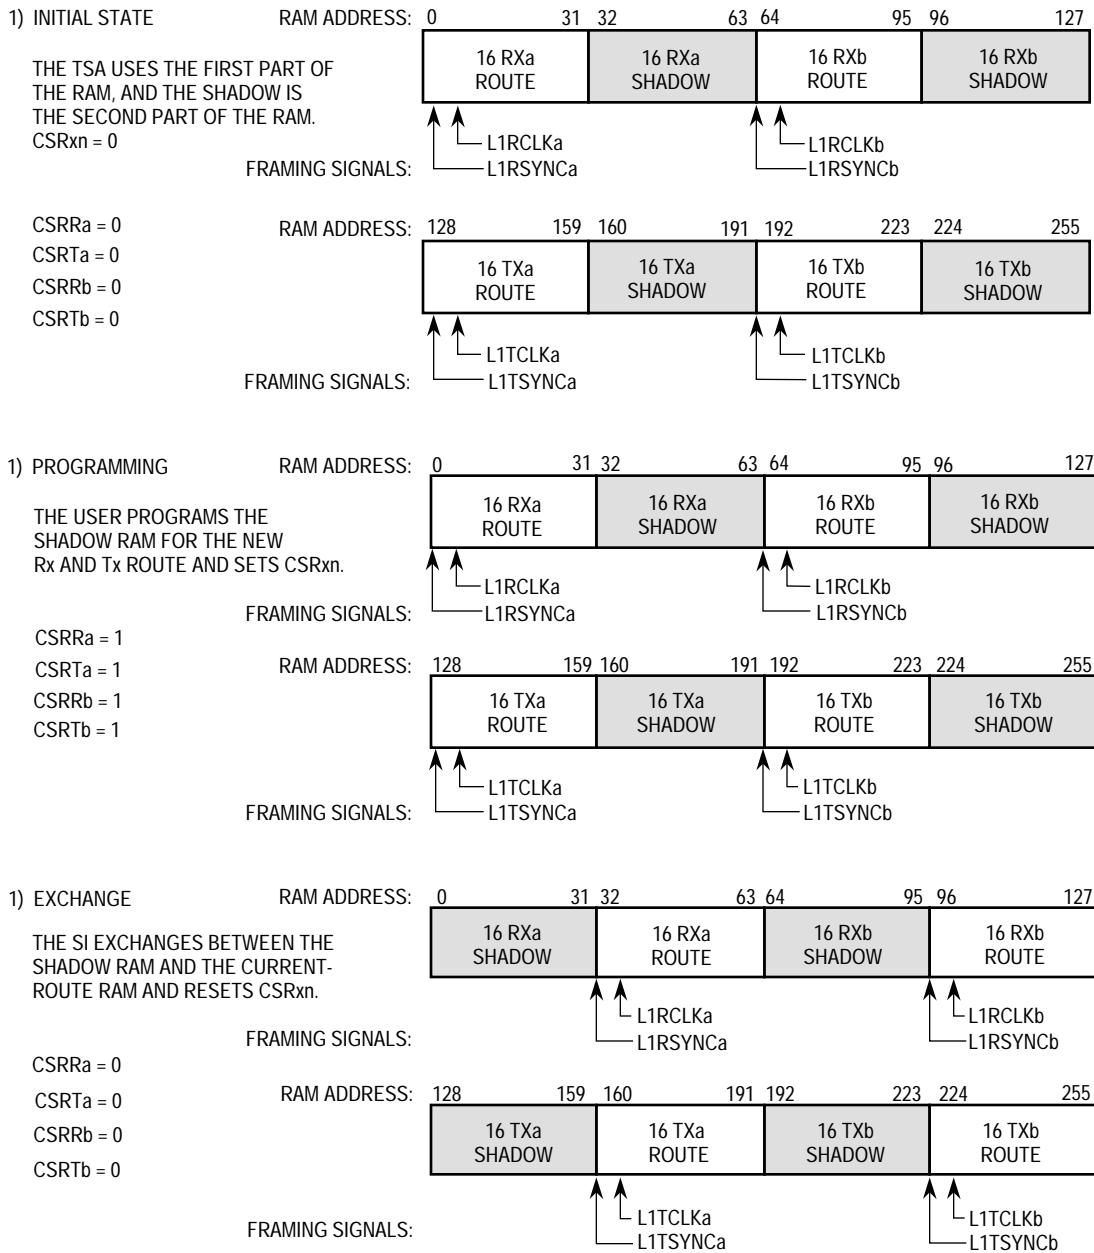 1) INITIAL STATE
RAM ADDRESS: 0 31 32 63 64 95 96 127
THE TSA USES THE FIRST PART OF
THE RAM, AND THE SHADOW IS
THE SECOND PART OF THE RAM.
CSRxn = 0
16 RXa
ROUTE
16 RXa
SHADOW
16 RXb
ROUTE
16 RXb
SHADOW
L1RCLKa
L1RCLKb
FRAMING SIGNALS:
L1RSYNCa
L1RSYNCb
CSRRa = 0
CSRTa = 0
CSRRb = 0
CSRTb = 0
RAM ADDRESS: 128 159 160 191 192 223 224 255
16 TXa
ROUTE
16 TXa
SHADOW
16 TXb
ROUTE
16 TXb
SHADOW
L1TCLKa
L1TCLKb
FRAMING SIGNALS:
L1TSYNCa
L1TSYNCb
1) PROGRAMMING
RAM ADDRESS: 0 31 32 63 64 95 96 127
THE USER PROGRAMS THE
SHADOW RAM FOR THE NEW
Rx AND Tx ROUTE AND SETS CSRxn.
16 RXa
ROUTE
16 RXa
SHADOW
16 RXb
ROUTE
16 RXb
SHADOW
L1RCLKa
L1RCLKb
FRAMING SIGNALS:
L1RSYNCa
L1RSYNCb
CSRRa = 1
CSRTa = 1
CSRRb = 1
CSRTb = 1
RAM ADDRESS: 128 159 160 191 192 223 224 255
16 TXa
ROUTE
16 TXa
SHADOW
16 TXb
ROUTE
16 TXb
SHADOW
L1TCLKa
L1TCLKb
FRAMING SIGNALS:
L1TSYNCa
L1TSYNCb
1) EXCHANGE
RAM ADDRESS: 0 31 32 63 64 95 96 127
THE SI EXCHANGES BETWEEN THE
SHADOW RAM AND THE CURRENT-
ROUTE RAM AND RESETS CSRxn.
16 RXa
SHADOW
16 RXa
ROUTE
16 RXb
SHADOW
16 RXb
ROUTE
L1RCLKa
L1RCLKb
FRAMING SIGNALS:
L1RSYNCa
L1RSYNCb
CSRRa = 0
CSRTa = 0
CSRRb = 0
CSRTb = 0
RAM ADDRESS: 128 159 160 191 192 223 224 255
16 TXa
SHADOW
16 TXa
ROUTE
16 TXb
SHADOW
16 TXb
ROUTE
L1TCLKa
L1TCLKb
FRAMING SIGNALS:
L1TSYNCa
L1TSYNCb